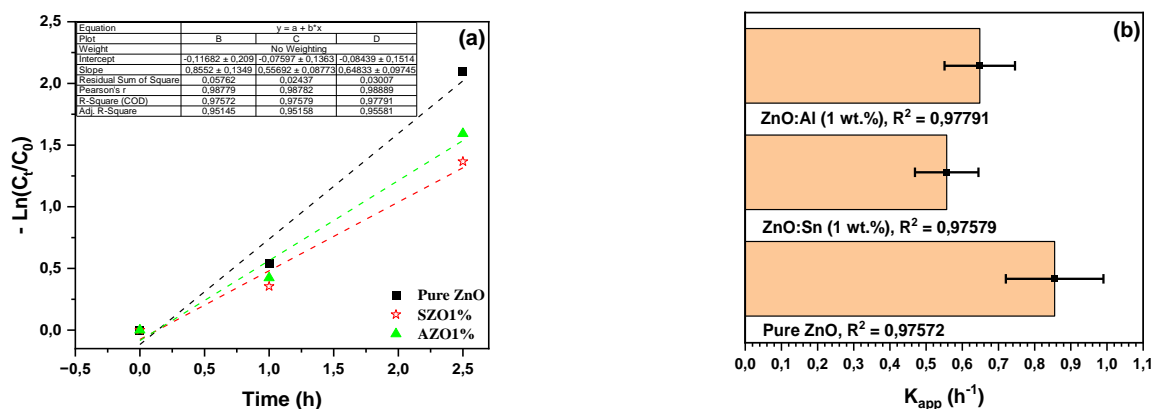 (a)
Equation y = a + b*x
Plot B C D
Weight No Weighting
Intercept -0,11682 ± 0,209 -0,07597 ± 0,1363 -0,08439 ± 0,1514
Slope 0,8552 ± 0,1349 0,55692 ± 0,08773 0,64833 ± 0,09745
Residual Sum of Square 0,05762 0,02437 0,03007
Pearson's r 0,98779 0,98782 0,98889
R-Square (COD) 0,97572 0,97579 0,97791
Adj. R-Square 0,95145 0,95158 0,95581
- Ln(Cₜ/C₀)
2,5
2,0
1,5
1,0
0,5
0,0
Pure ZnO
SZO1%
AZO1%
−0,5 0,0 0,5 1,0 1,5 2,0 2,5
Time (h)
(b)
ZnO:Al (1 wt.%), R² = 0,97791
ZnO:Sn (1 wt.%), R² = 0,97579
Pure ZnO, R² = 0,97572
0,0 0,1 0,2 0,3 0,4 0,5 0,6 0,7 0,8 0,9 1,0 1,1
Kapp (h⁻¹)